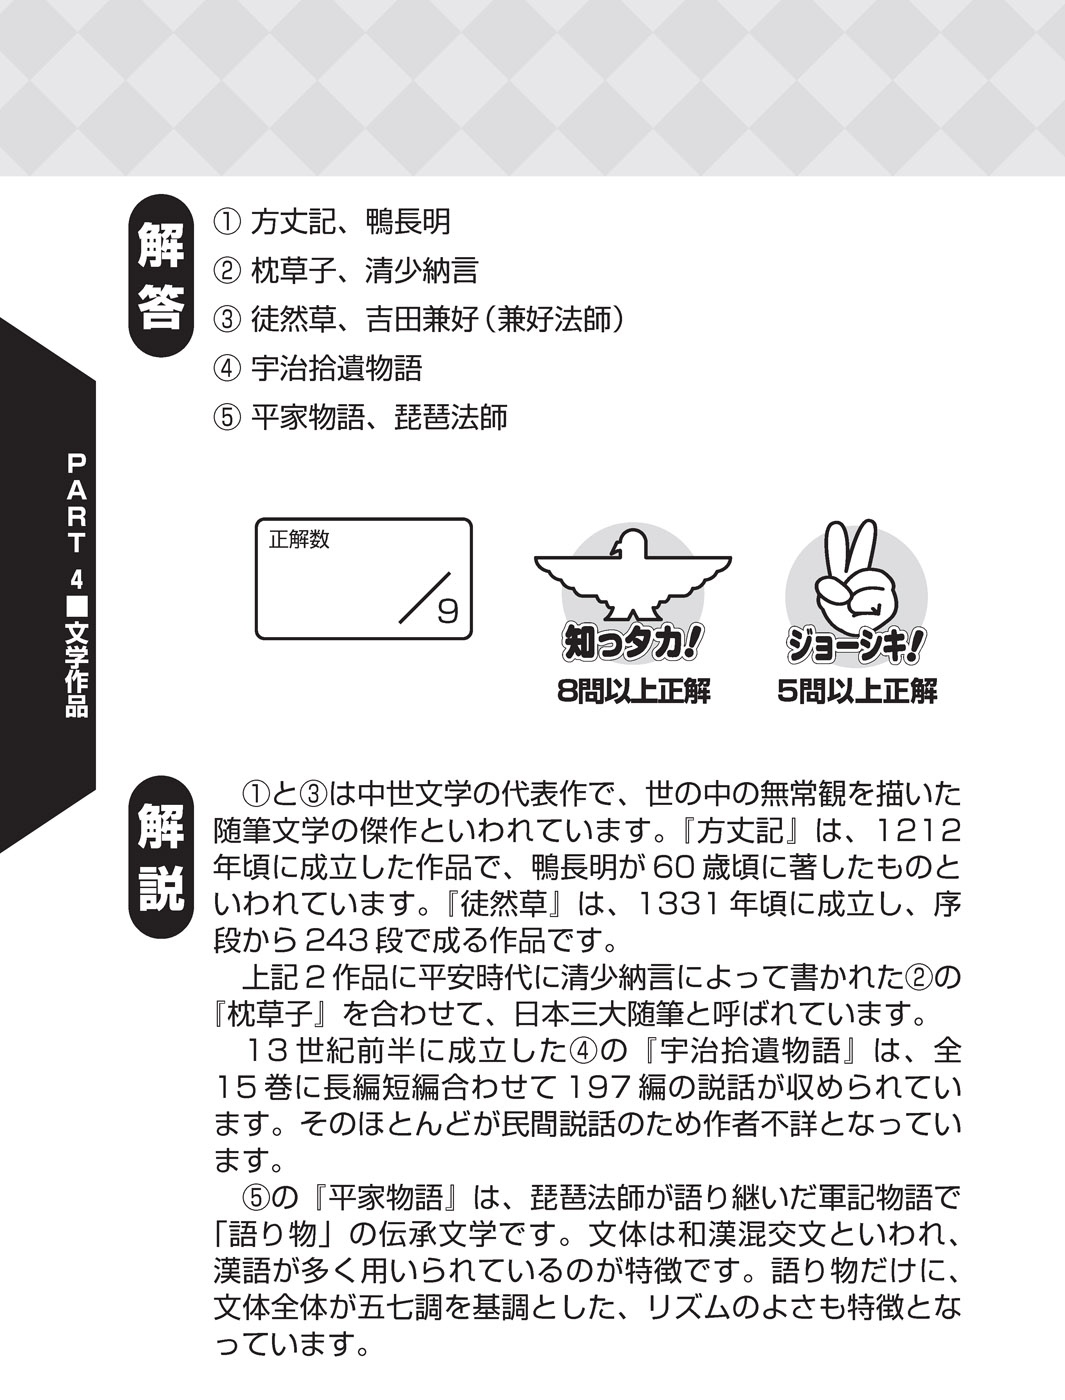 解答
① 方丈記、鴨長明
② 枕草子、清少納言
③ 徒然草、吉田兼好（兼好法師）
④ 宇治拾遺物語
⑤ 平家物語、琵琶法師
PART 4■文学作品
正解数
／9
知っタカ！
8問以上正解
ジョーシキ！
5問以上正解
解説
①と③は中世文学の代表作で、世の中の無常観を描いた
随筆文学の傑作といわれています。『方丈記』は、1212
年頃に成立した作品で、鴨長明が60歳頃に著したものと
いわれています。『徒然草』は、1331年頃に成立し、序
段から243段で成る作品です。
上記2作品に平安時代に清少納言によって書かれた②の
『枕草子』を合わせて、日本三大随筆と呼ばれています。
13世紀前半に成立した④の『宇治拾遺物語』は、全
15巻に長編短編合わせて197編の説話が収められてい
ます。そのほとんどが民間説話のため作者不詳となってい
ます。
⑤の『平家物語』は、琵琶法師が語り継いだ軍記物語で
「語り物」の伝承文学です。文体は和漢混交文といわれ、
漢語が多く用いられているのが特徴です。語り物だけに、
文体全体が五七調を基調とした、リズムのよさも特徴とな
っています。